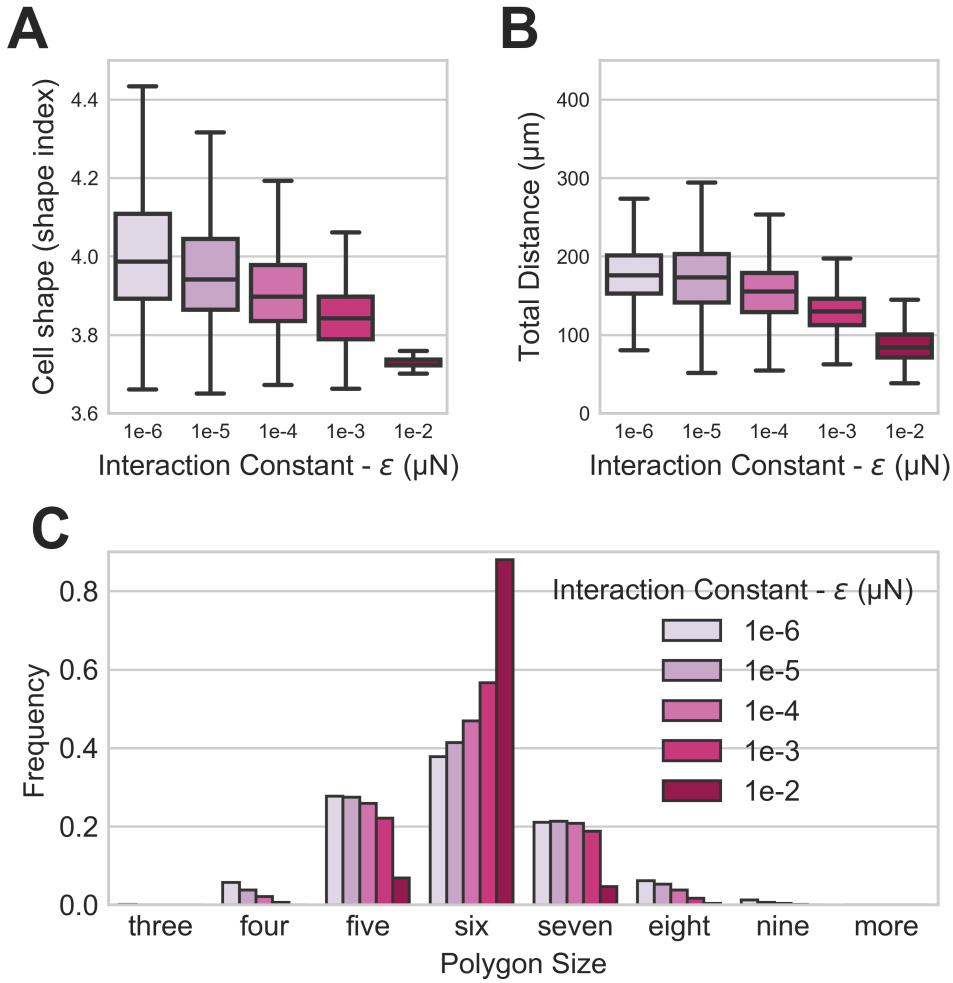 A
Cell shape (shape index)
4.4
4.2
4.0
3.8
3.6
1e-6 1e-5 1e-4 1e-3 1e-2
Interaction Constant - ε (μN)
B
Total Distance (μm)
400
300
200
100
0
1e-6 1e-5 1e-4 1e-3 1e-2
Interaction Constant - ε (μN)
C
Frequency
0.8
0.6
0.4
0.2
0.0
Interaction Constant - ε (μN)
1e-6
1e-5
1e-4
1e-3
1e-2
three four five six seven eight nine more
Polygon Size